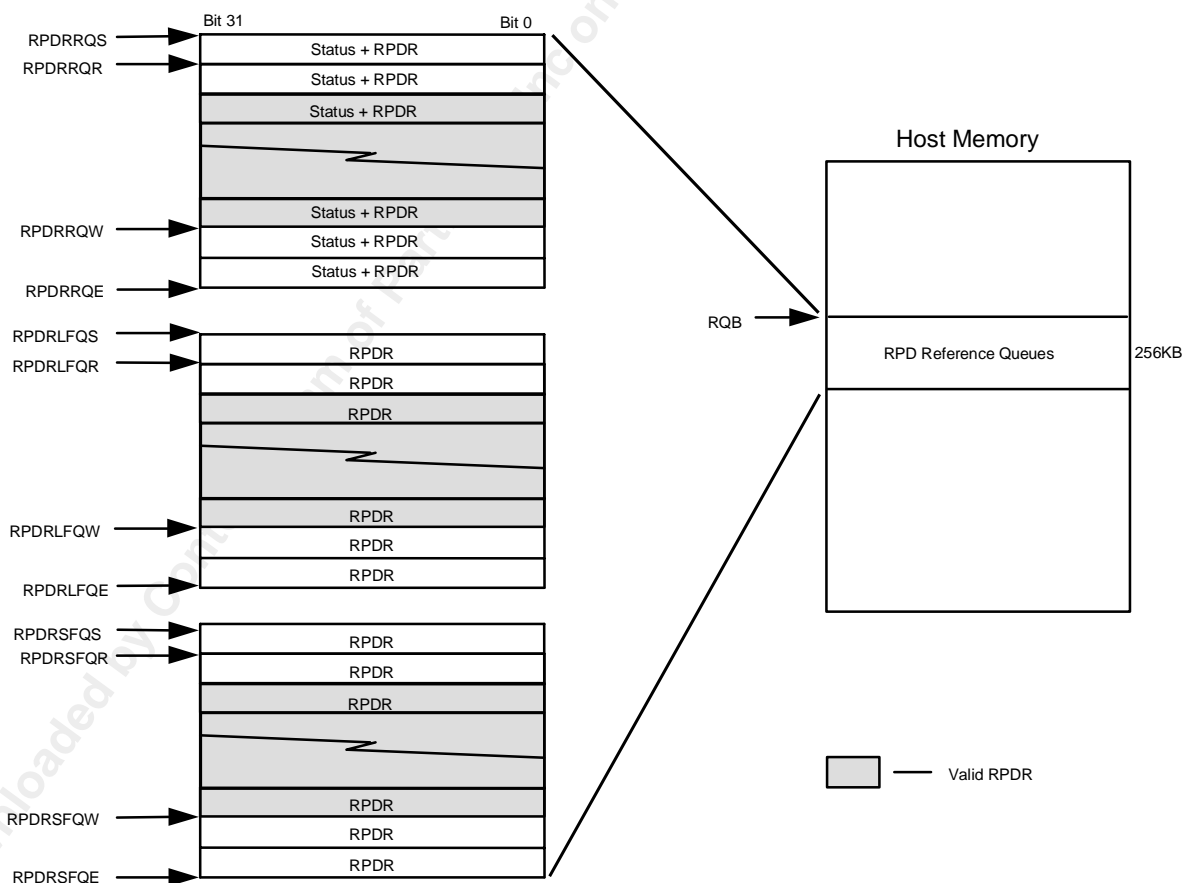 Bit 31 Bit 0
RPDRRQS
Status + RPDR
RPDRRQR
Status + RPDR
Status + RPDR
Status + RPDR
RPDRRQW
Status + RPDR
Status + RPDR
RPDRRQE
RPDRLFQS
RPDR
RPDRLFQR
RPDR
RPDR
RPDR
RPDRLFQW
RPDR
RPDR
RPDRLFQE
RPDRSFQS
RPDR
RPDRSFQR
RPDR
RPDR
RPDR
RPDRSFQW
RPDR
RPDR
RPDRSFQE
Host Memory
RQB
RPD Reference Queues
256KB
Valid RPDR